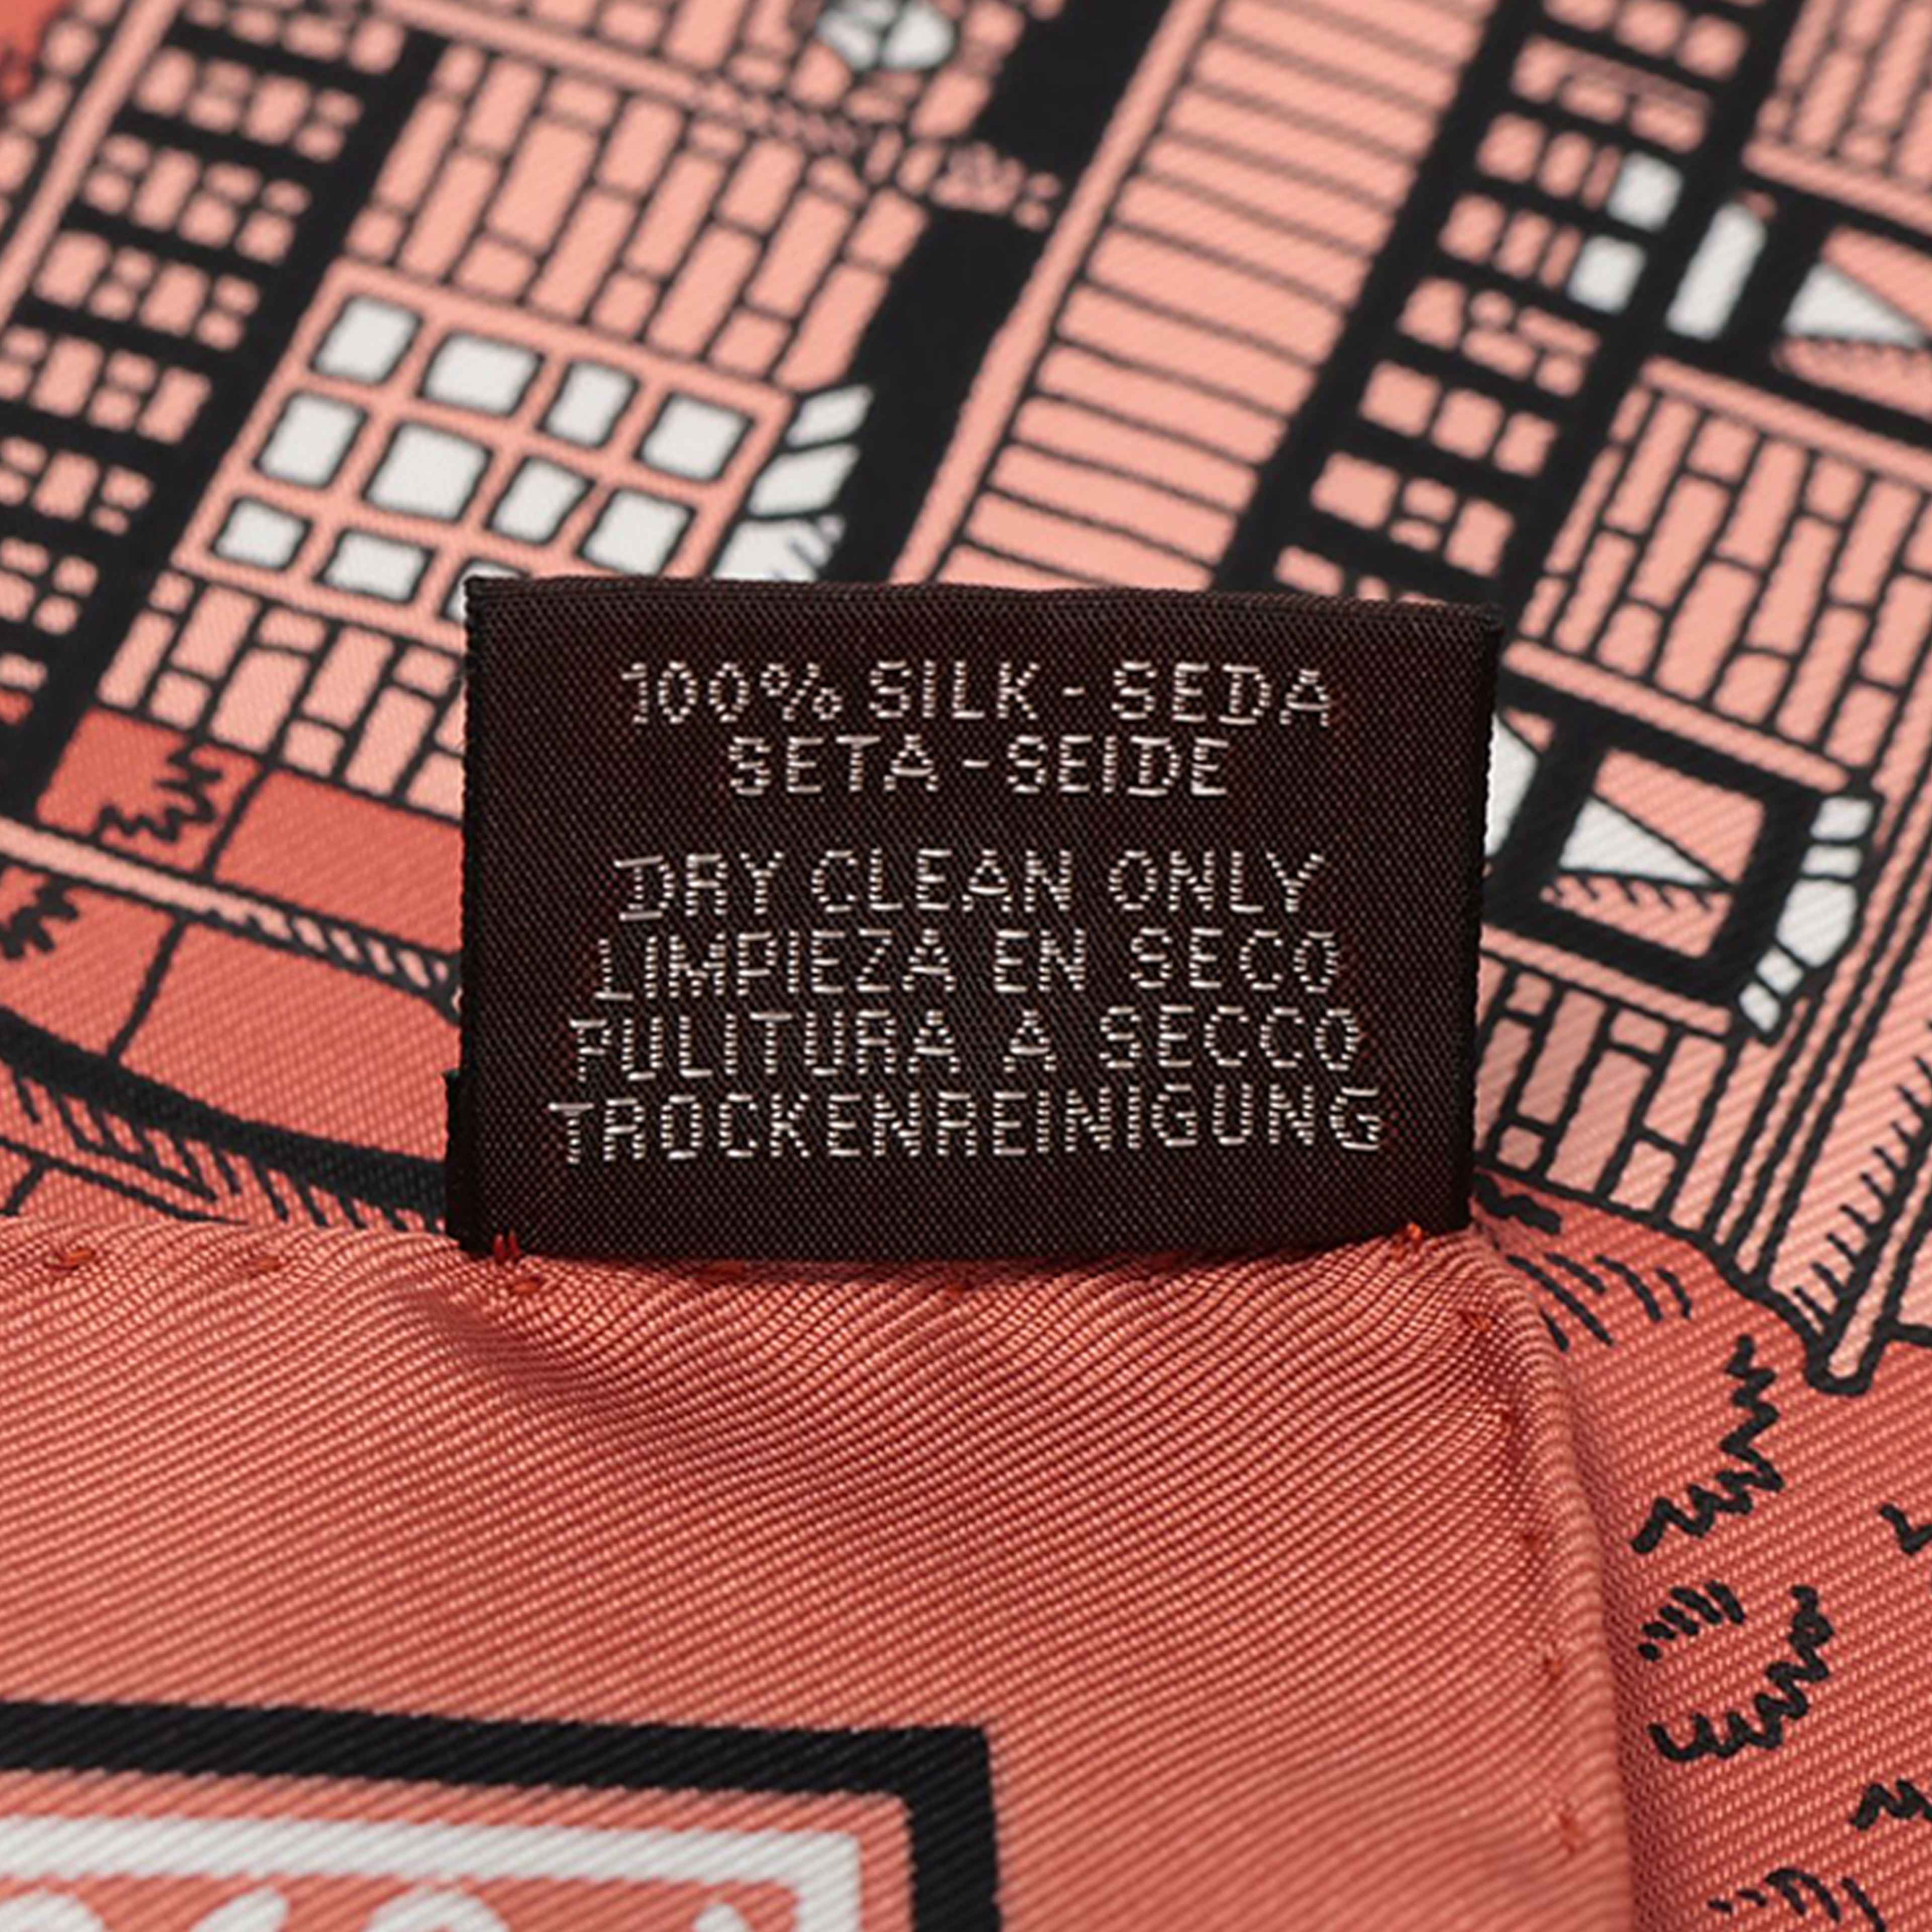 100% SILK - SEDA
SETA - SEIDE
DRY CLEAN ONLY
LIMPIEZA EN SECO
PULITURA A SECCO
TROCKENREINIGUNG